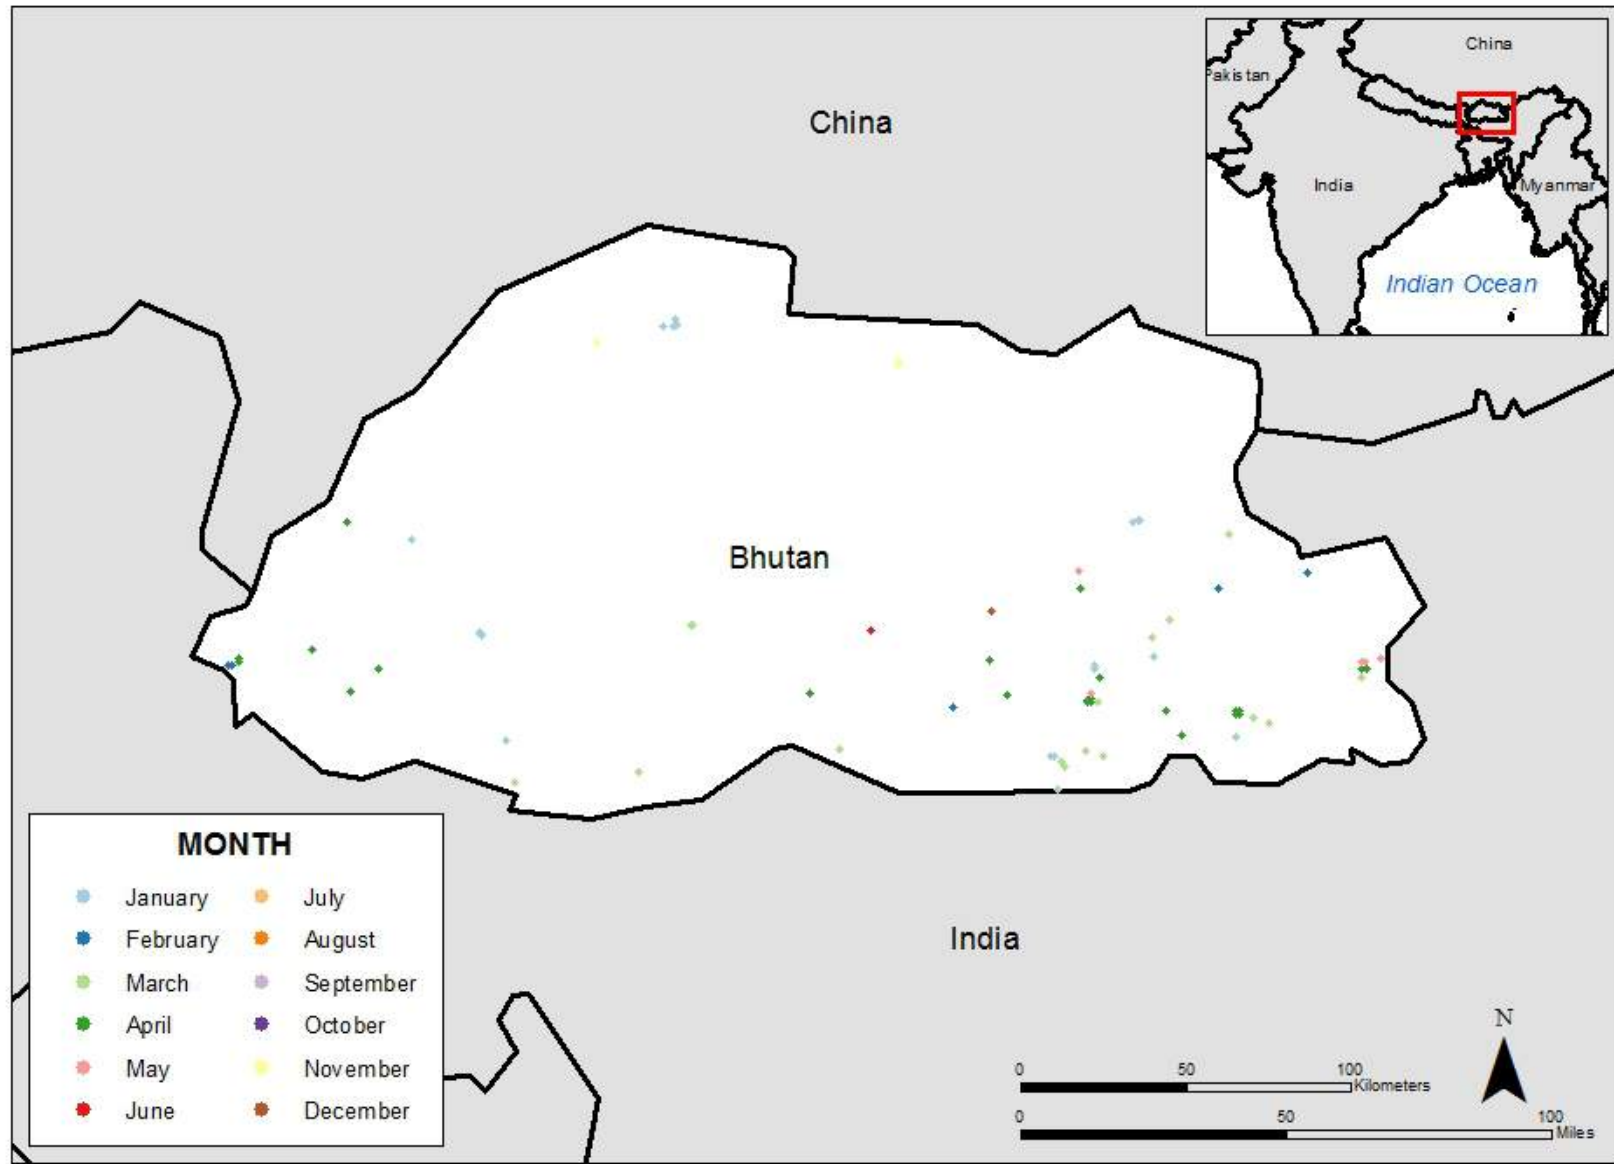 China
China
Pakistan
India
Myanmar
Indian Ocean
Bhutan
India
MONTH
January
July
February
August
March
September
April
October
May
November
June
December
N
0 50 100
Kilometers
0 50 100
Miles